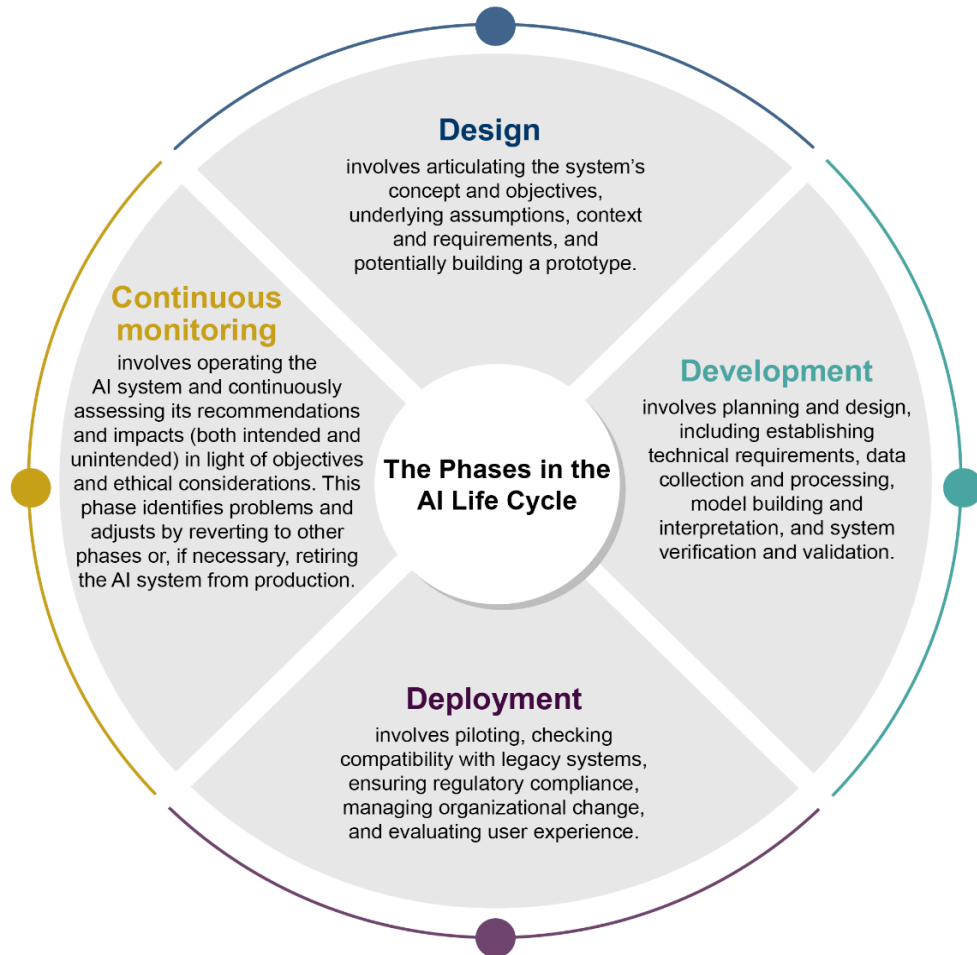 Design
involves articulating the system's
concept and objectives,
underlying assumptions, context
and requirements, and
potentially building a prototype.
Continuous
monitoring
involves operating the
AI system and continuously
assessing its recommendations
and impacts (both intended and
unintended) in light of objectives
and ethical considerations. This
phase identifies problems and
adjusts by reverting to other
phases or, if necessary, retiring
the AI system from production.
The Phases in the
AI Life Cycle
Development
involves planning and design,
including establishing
technical requirements, data
collection and processing,
model building and
interpretation, and system
verification and validation.
Deployment
involves piloting, checking
compatibility with legacy systems,
ensuring regulatory compliance,
managing organizational change,
and evaluating user experience.